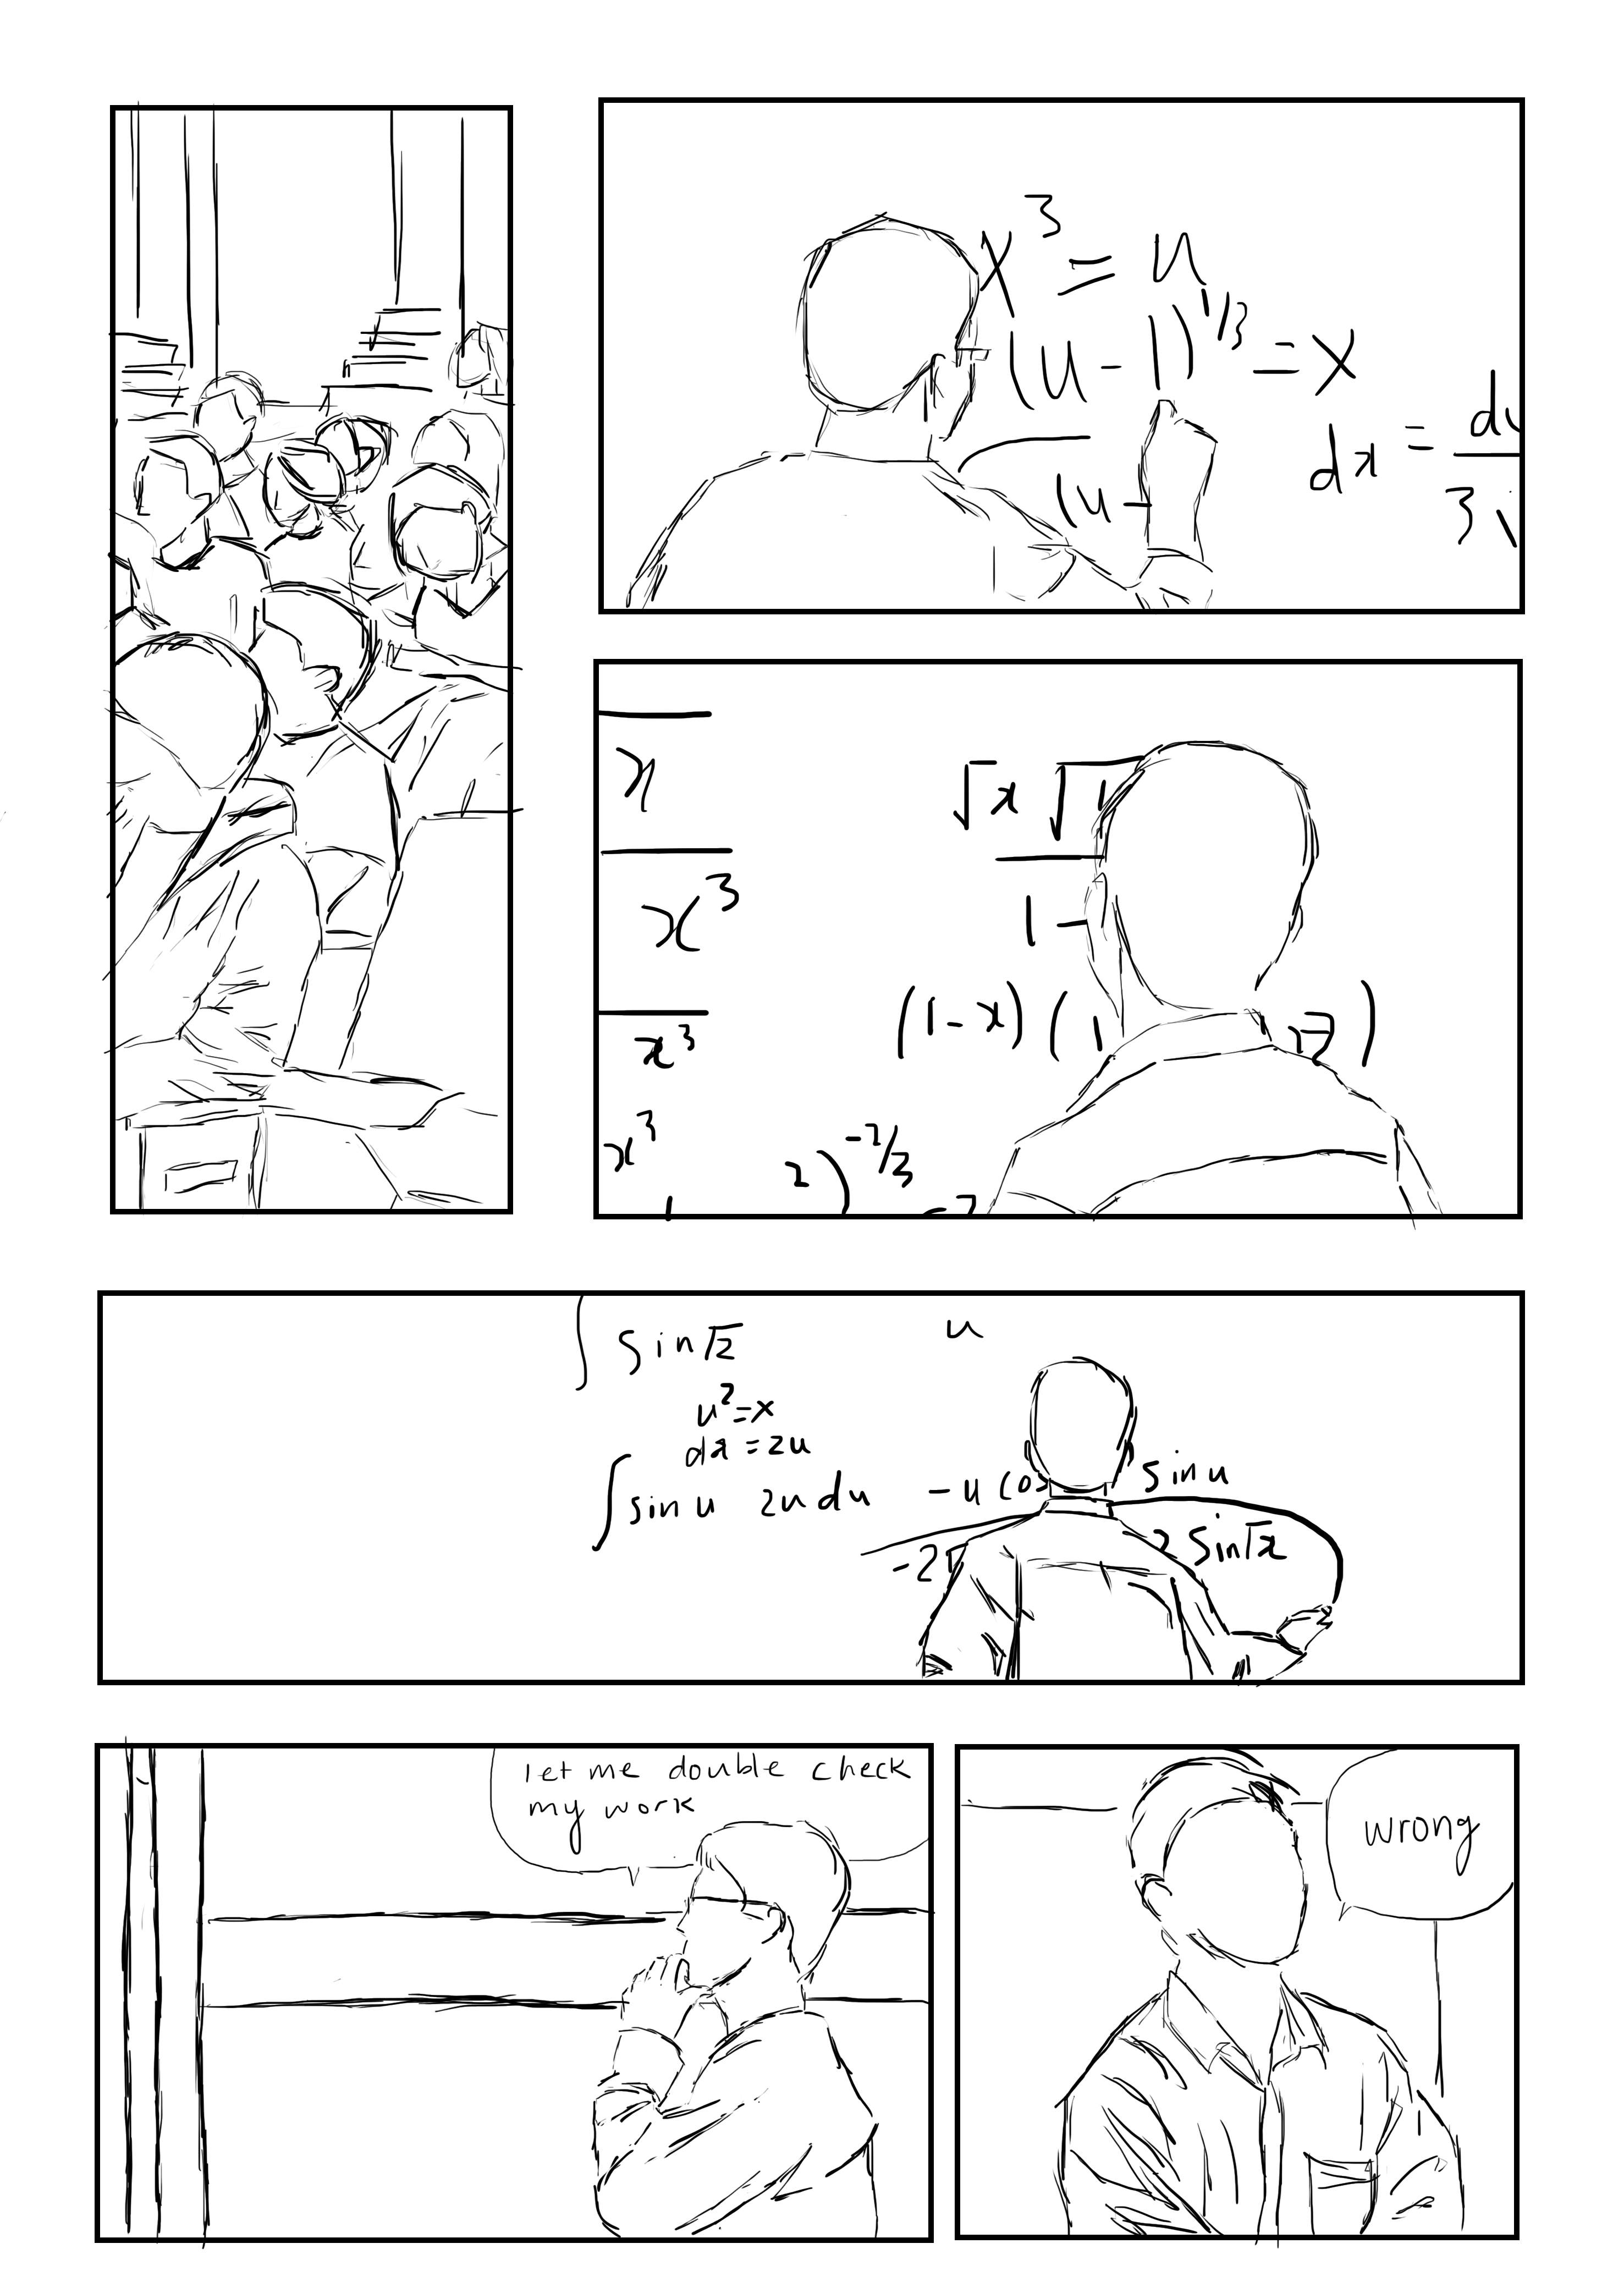 x³ = u
(u - 1)^1/3 = x
dx = du
3√
(u -
x
x³
x³
x³
√x √1
1 -
(1 - x) (1
)
2)^-2/3
∫ sin√2
u
u² = x
dx = 2u
∫ sin u 2u du
- u cos
sin u
-2
2 sin√x
let me double check
my work
wrong